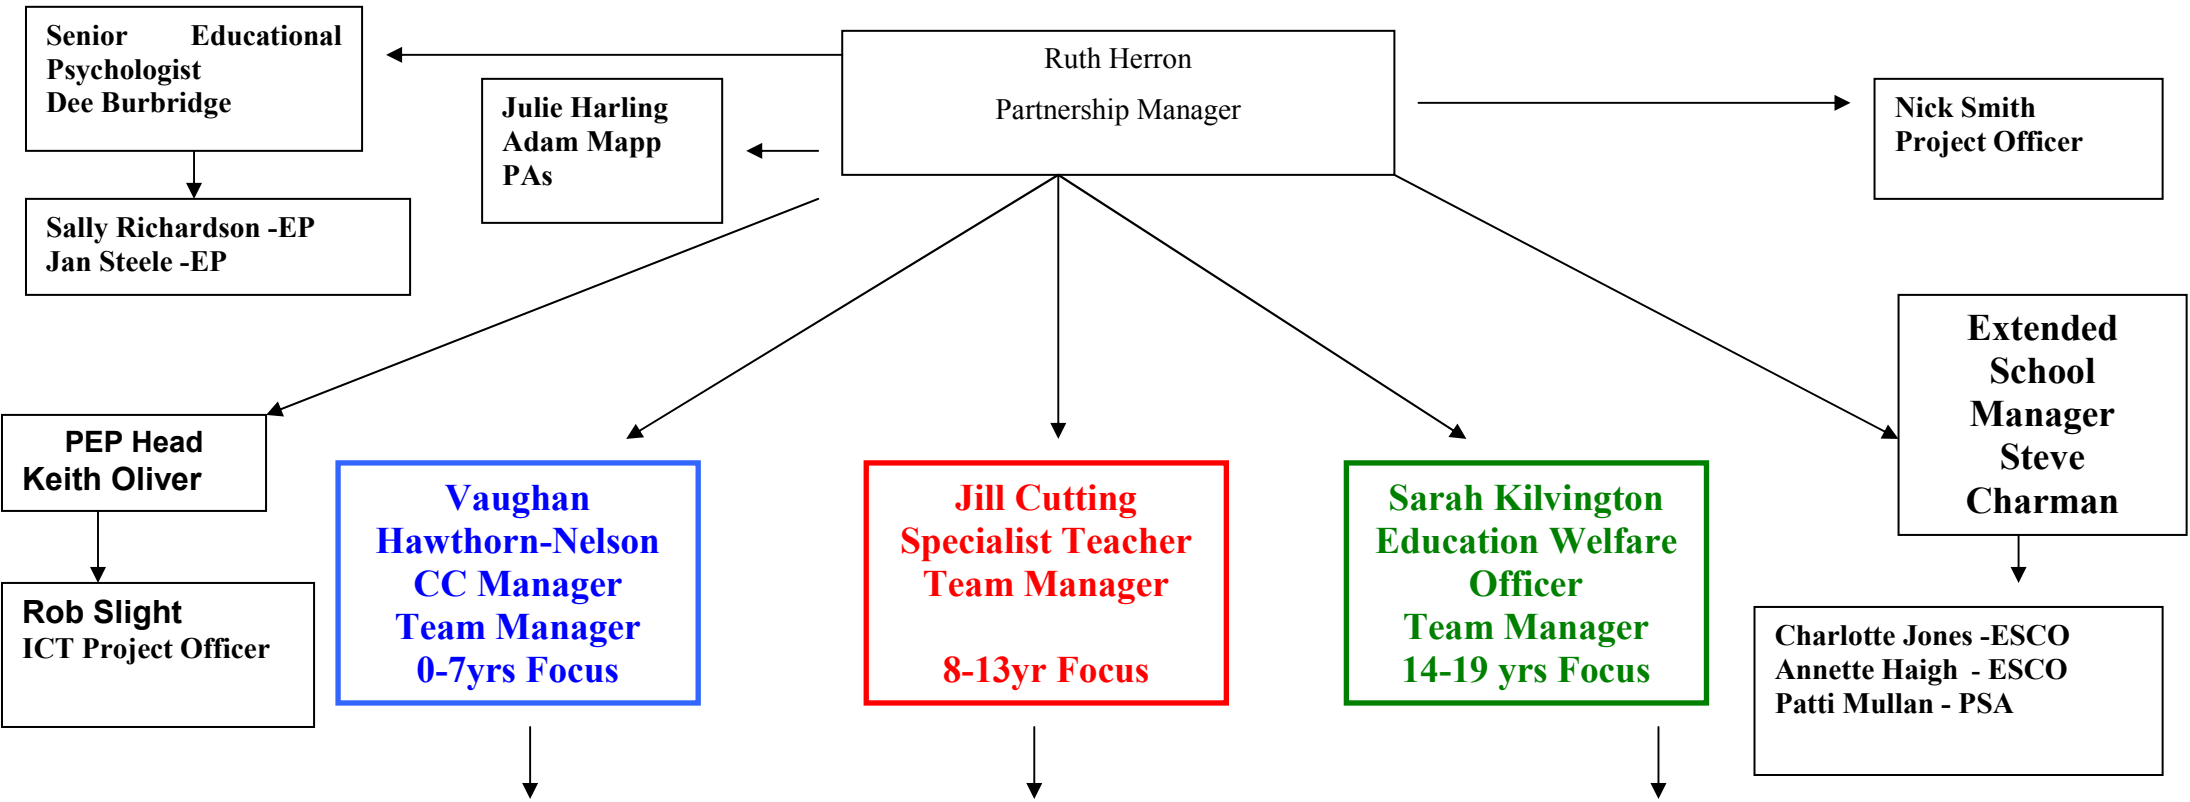 Senior Educational
Psychologist
Dee Burbridge
Ruth Herron
Partnership Manager
Julie Harling
Adam Mapp
PAs
Nick Smith
Project Officer
Sally Richardson -EP
Jan Steele -EP
Extended
School
Manager
Steve
Charman
PEP Head
Keith Oliver
Vaughan
Hawthorn-Nelson
CC Manager
Team Manager
0-7yrs Focus
Jill Cutting
Specialist Teacher
Team Manager
8-13yr Focus
Sarah Kilvington
Education Welfare
Officer
Team Manager
14-19 yrs Focus
Rob Slight
ICT Project Officer
Charlotte Jones -ESCO
Annette Haigh - ESCO
Patti Mullan - PSA